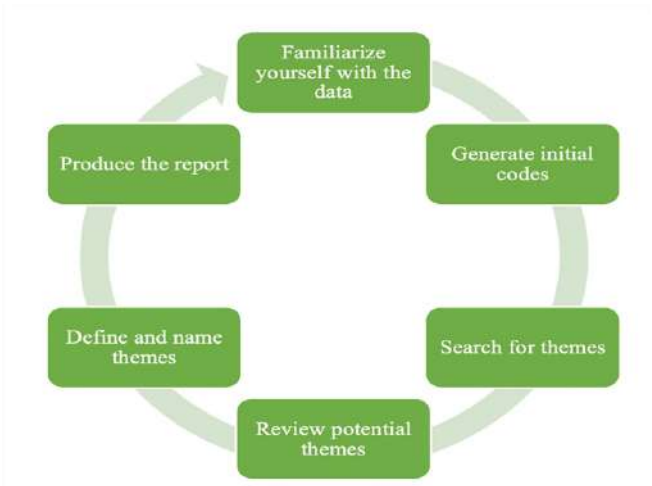 Familiarize
yourself with the
data
Generate initial
codes
Search for themes
Review potential
themes
Define and name
themes
Produce the report